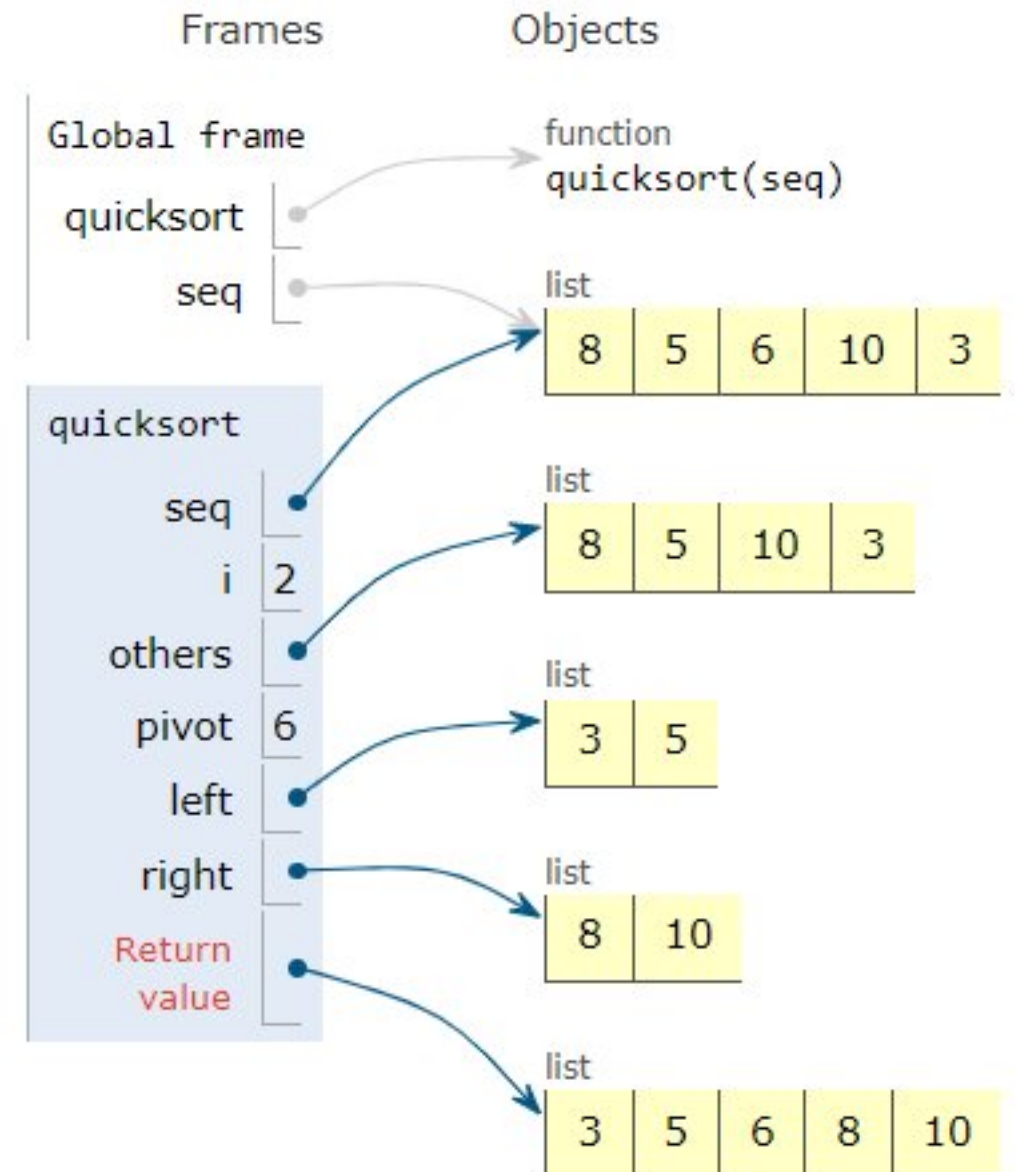 Frames Objects
Global frame
function
quicksort(seq)
quicksort
seq
list
8 5 6 10 3
quicksort
seq
list
8 5 10 3
i 2
others
list
3 5
pivot 6
left
right
list
8 10
Return
value
list
3 5 6 8 10